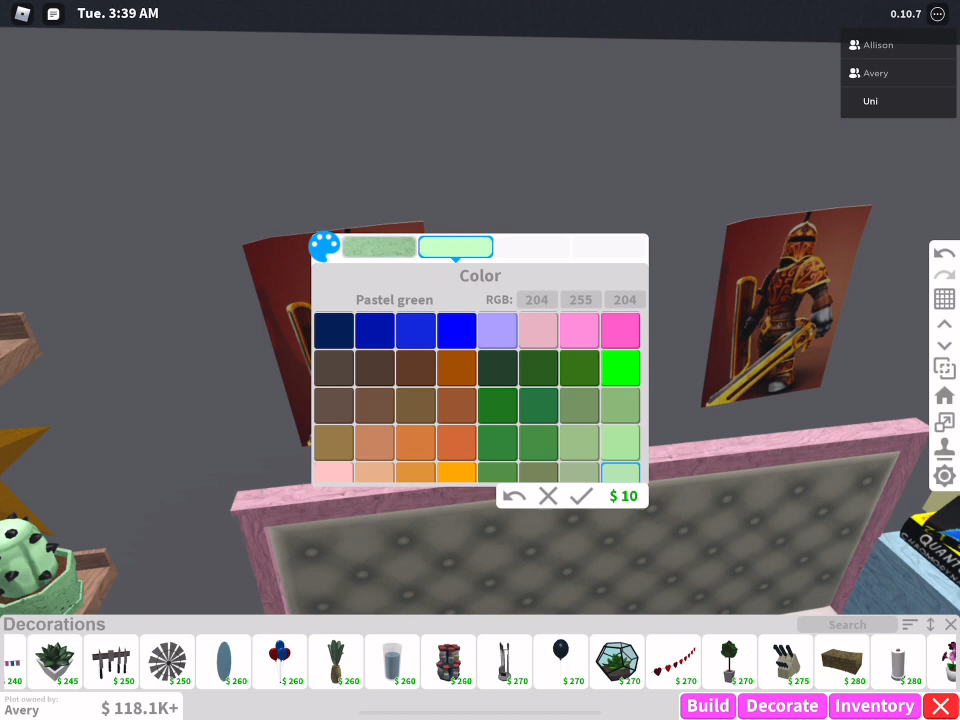 Tue. 3:39 AM
0.10.7
Allison
Avery
Uni
Color
Pastel green RGB: 204 255 204
$ 10
QUANT
Decorations
Search
240 $ 245 $ 250 $ 250 $ 260 $ 260 $ 260 $ 260 $ 260 $ 270 $ 270 $ 270 $ 270 $ 270 $ 275 $ 280 $ 280
Plot owned by:
Avery
$ 118.1K+
Build Decorate Inventory